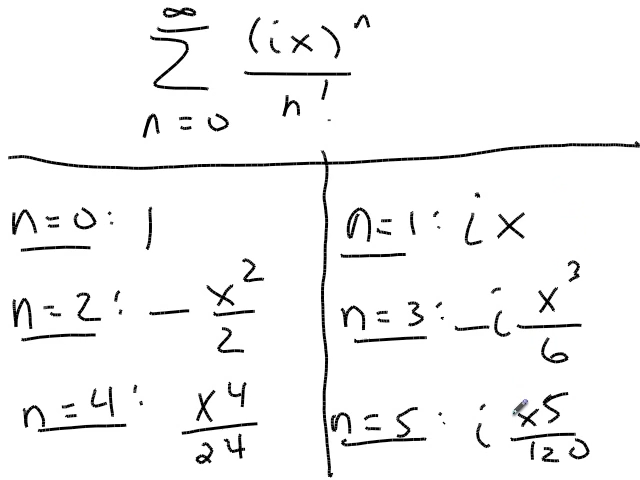 ∞
∑ (ix)^n / n!
n = 0
n=0: 1
n=1: ix
n=2: — x^2 / 2
n=3: —i x^3 / 6
n=4: x^4 / 24
n=5: i x^5 / 120